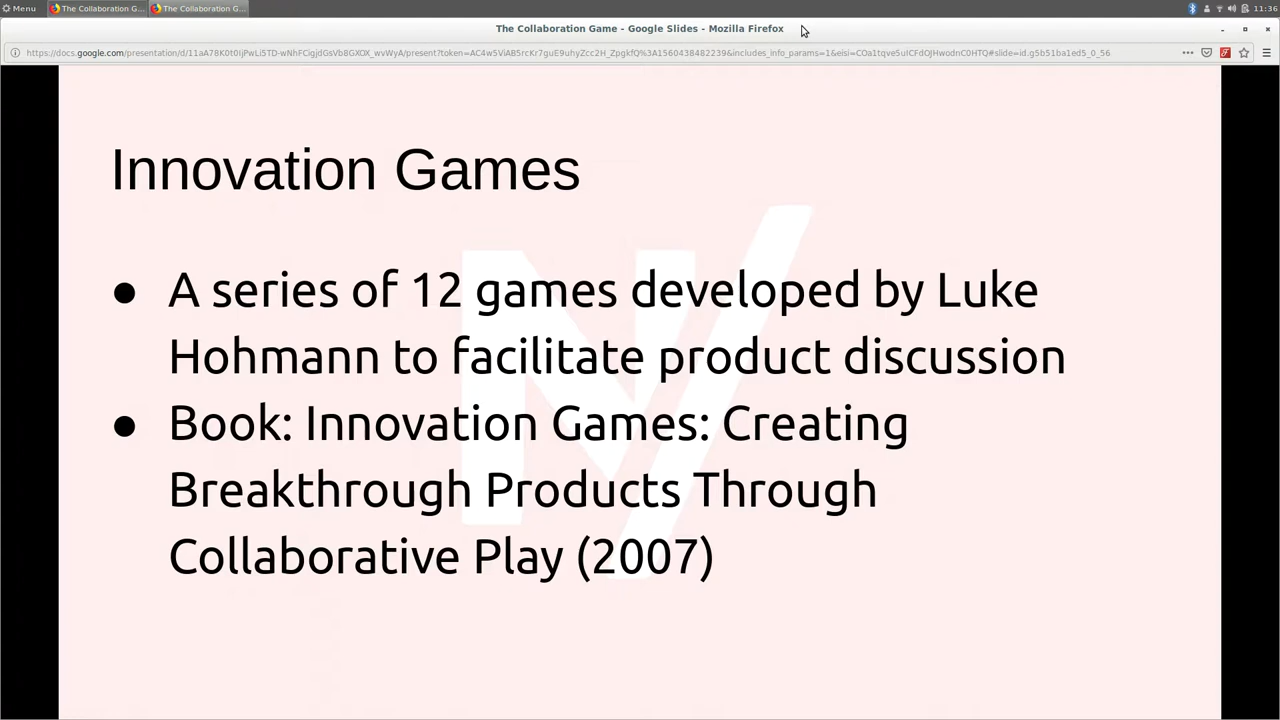 Menu
The Collaboration G...
The Collaboration G...
11:36
The Collaboration Game - Google Slides - Mozilla Firefox
Innovation Games
● A series of 12 games developed by Luke
Hohmann to facilitate product discussion
● Book: Innovation Games: Creating
Breakthrough Products Through
Collaborative Play (2007)